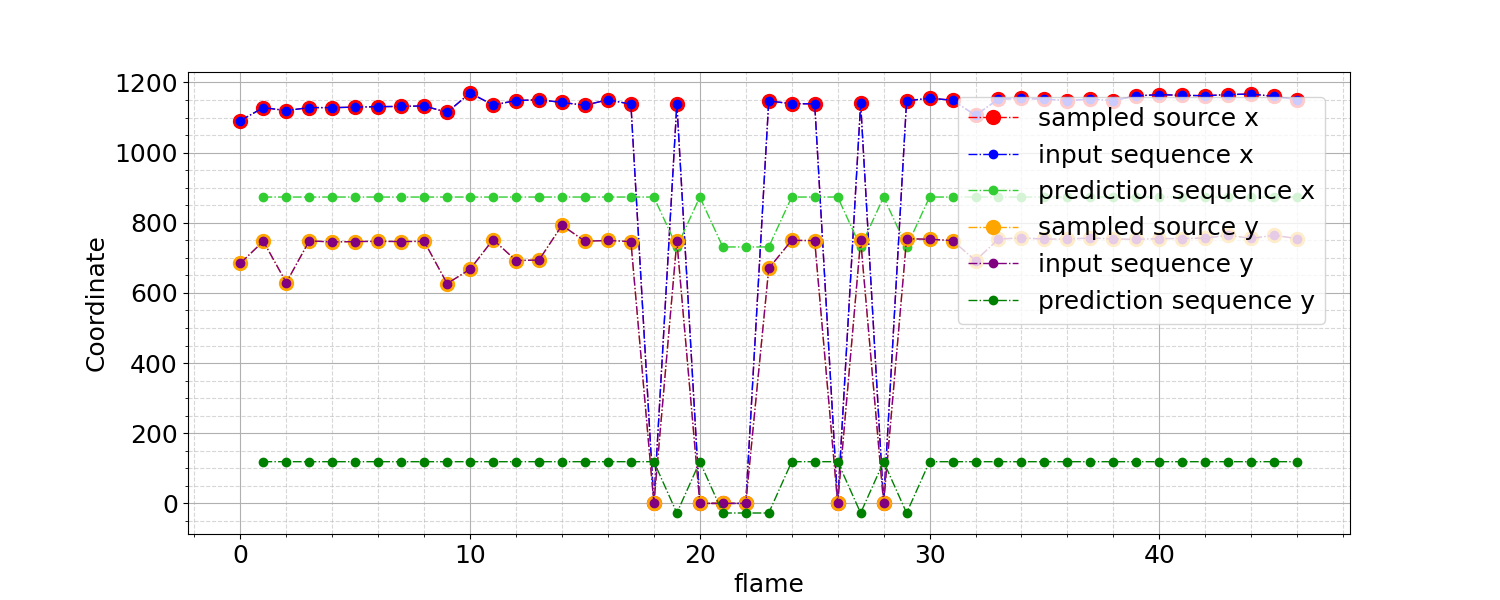 1200
1000
800
600
400
200
0
Coordinate
sampled source x
input sequence x
prediction sequence x
sampled source y
input sequence y
prediction sequence y
0 10 20 30 40
flame